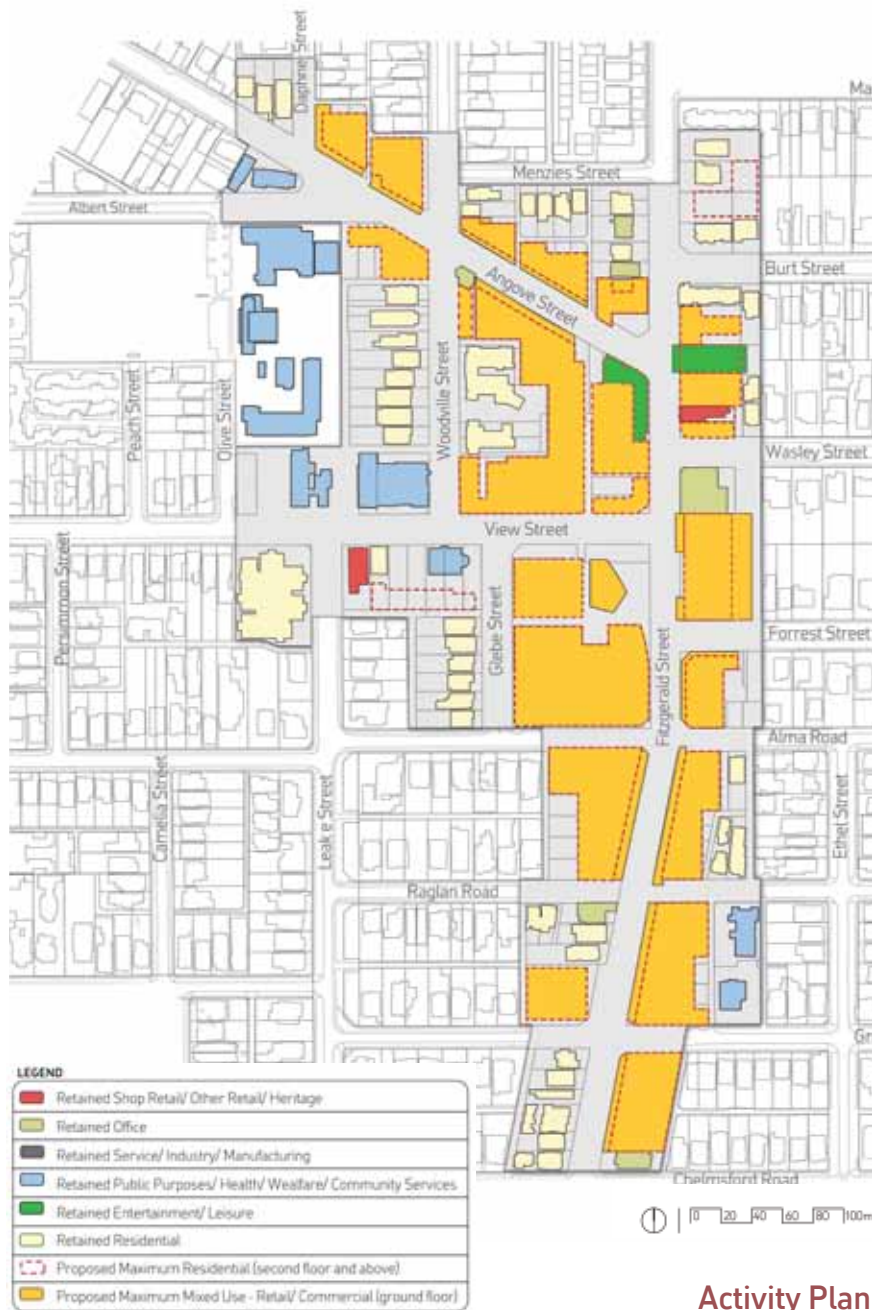 Daphne Street
Ma
Menzies Street
Albert Street
Burt Street
Angove Street
Woodville Street
Peach Street
Olive Street
Wasley Street
View Street
Persimmon Street
Glebe Street
Fitzgerald Street
Forrest Street
Alma Road
Camelia Street
Leake Street
Ethel Street
Raglan Road
Gr
Chelmsford Road
LEGEND
Retained Shop Retail/ Other Retail/ Heritage
Retained Office
Retained Service/ Industry/ Manufacturing
Retained Public Purposes/ Health/ Wealfare/ Community Services
Retained Entertainment/ Leisure
Retained Residential
Proposed Maximum Residential (second floor and above)
Proposed Maximum Mixed Use - Retail/ Commercial (ground floor)
0 20 40 60 80 100m
Activity Plan